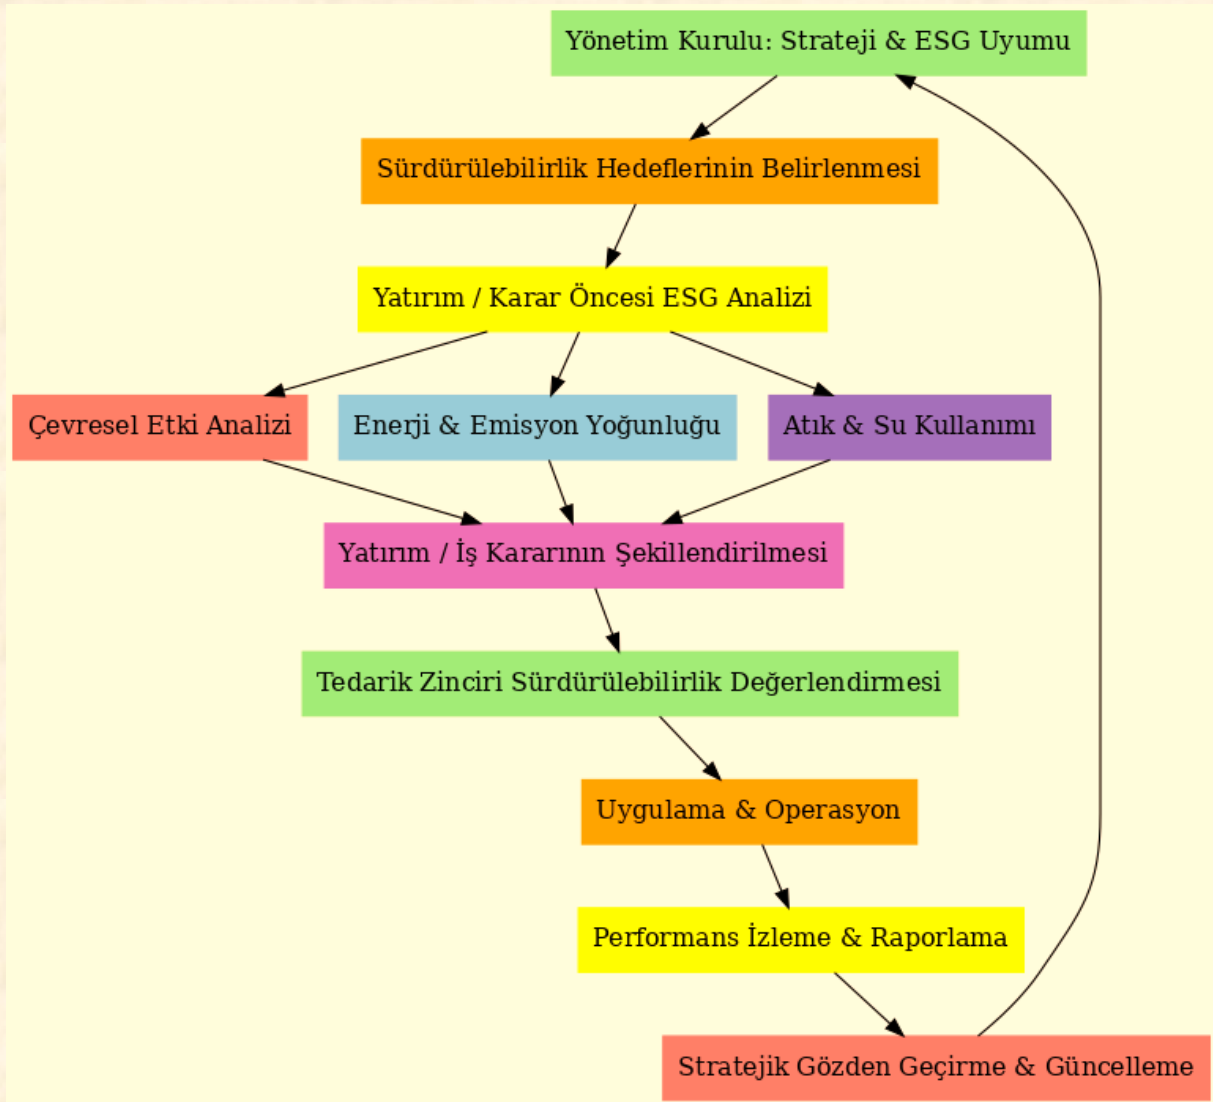 Yönetim Kurulu: Strateji & ESG Uyumu
Sürdürülebilirlik Hedeflerinin Belirlenmesi
Yatırım / Karar Öncesi ESG Analizi
Çevresel Etki Analizi
Enerji & Emisyon Yoğunluğu
Atık & Su Kullanımı
Yatırım / İş Kararının Şekillendirilmesi
Tedarik Zinciri Sürdürülebilirlik Değerlendirmesi
Uygulama & Operasyon
Performans İzleme & Raporlama
Stratejik Gözden Geçirme & Güncelleme